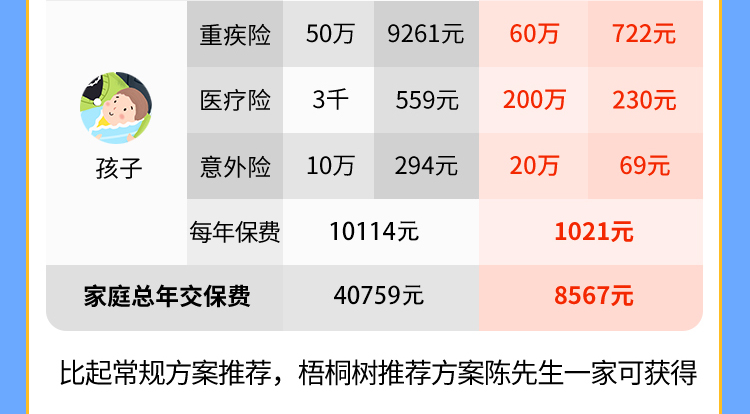 重疾险 50万 9261元 60万 722元
医疗险 3千 559元 200万 230元
孩子
意外险 10万 294元 20万 69元
每年保费 10114元 1021元
家庭总年交保费 40759元 8567元
比起常规方案推荐，梧桐树推荐方案陈先生一家可获得